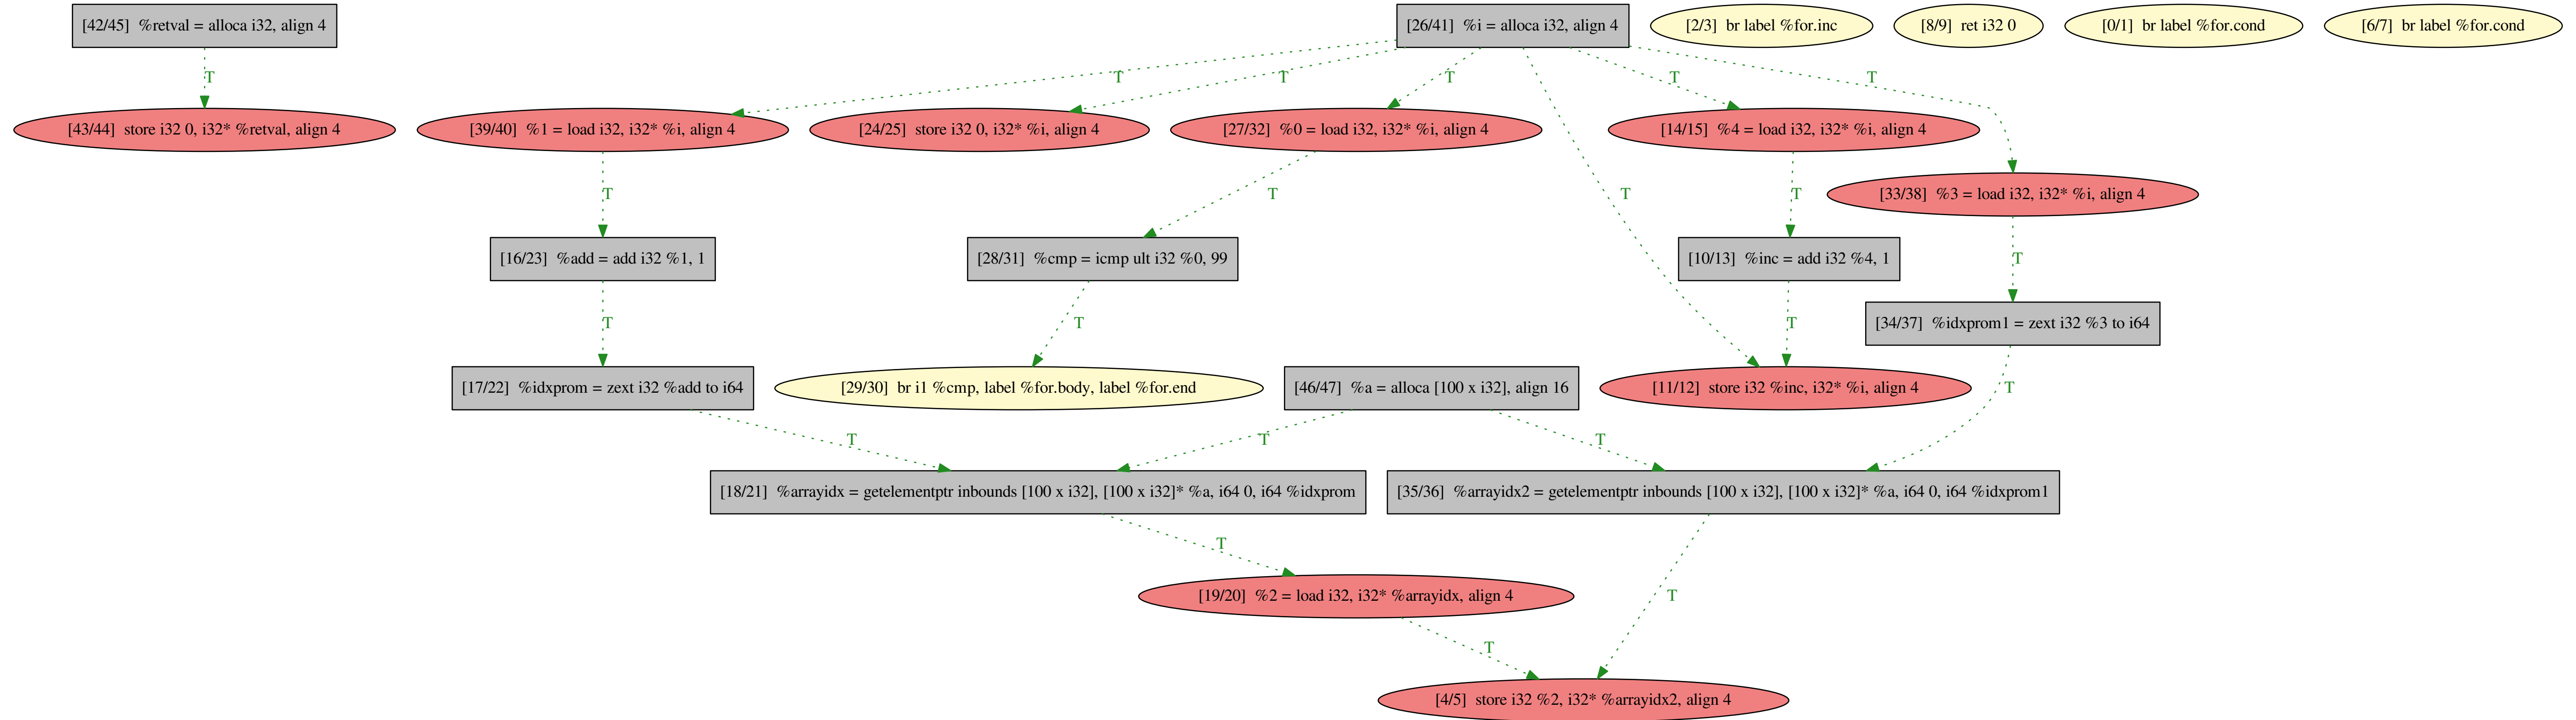 [42/45]  %retval = alloca i32, align 4
[26/41]  %i = alloca i32, align 4
[2/3]  br label %for.inc
[8/9]  ret i32 0
[0/1]  br label %for.cond
[6/7]  br label %for.cond
T
T
T
T
T
T
[43/44]  store i32 0, i32* %retval, align 4
[39/40]  %1 = load i32, i32* %i, align 4
[24/25]  store i32 0, i32* %i, align 4
[27/32]  %0 = load i32, i32* %i, align 4
[14/15]  %4 = load i32, i32* %i, align 4
T
T
T
T
[33/38]  %3 = load i32, i32* %i, align 4
[16/23]  %add = add i32 %1, 1
[28/31]  %cmp = icmp ult i32 %0, 99
[10/13]  %inc = add i32 %4, 1
T
T
T
T
[34/37]  %idxprom1 = zext i32 %3 to i64
[17/22]  %idxprom = zext i32 %add to i64
[29/30]  br i1 %cmp, label %for.body, label %for.end
[46/47]  %a = alloca [100 x i32], align 16
[11/12]  store i32 %inc, i32* %i, align 4
T
T
T
T
[18/21]  %arrayidx = getelementptr inbounds [100 x i32], [100 x i32]* %a, i64 0, i64 %idxprom
[35/36]  %arrayidx2 = getelementptr inbounds [100 x i32], [100 x i32]* %a, i64 0, i64 %idxprom1
T
[19/20]  %2 = load i32, i32* %arrayidx, align 4
T
T
[4/5]  store i32 %2, i32* %arrayidx2, align 4